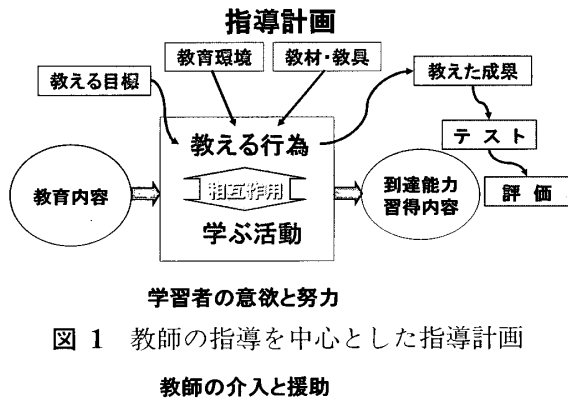 指導計画
教育環境
教材・教具
教える目標
教えた成果
教える行為
テスト
相互作用
教育内容
到達能力
習得内容
評価
学ぶ活動
学習者の意欲と努力
図 1 教師の指導を中心とした指導計画
教師の介入と援助